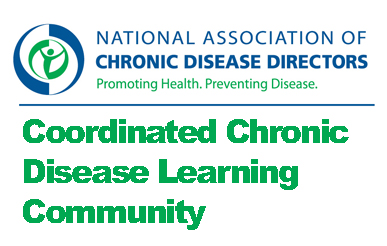 NATIONAL ASSOCIATION OF
CHRONIC DISEASE DIRECTORS
Promoting Health. Preventing Disease.
Coordinated Chronic
Disease Learning
Community